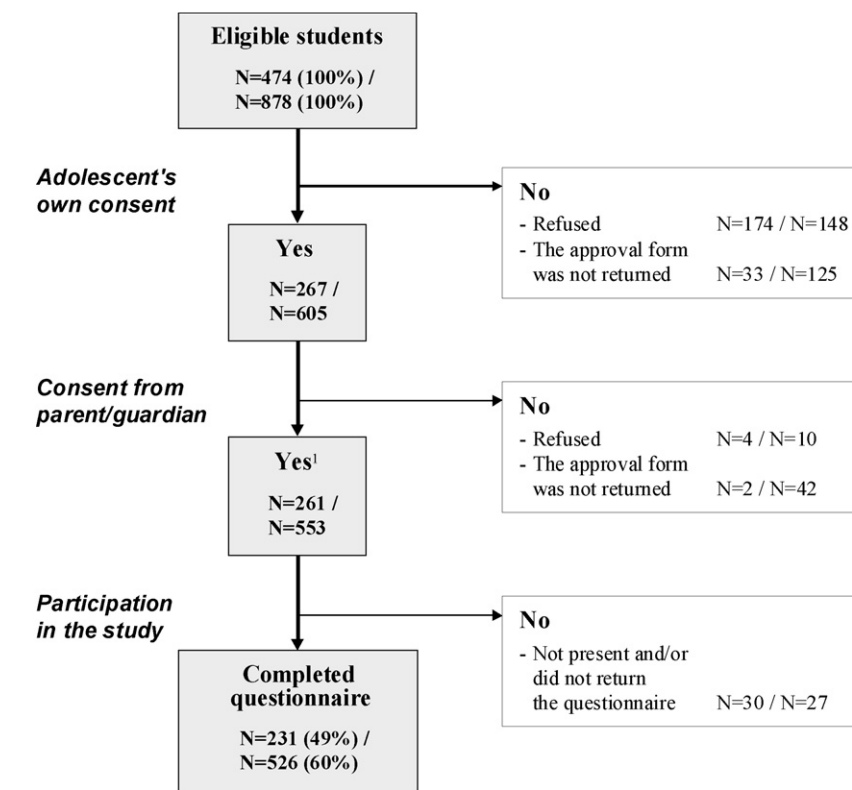 Eligible students
N=474 (100%) /
N=878 (100%)
Adolescent's
own consent
No
- Refused N=174 / N=148
- The approval form
was not returned N=33 / N=125
Yes
N=267 /
N=605
Consent from
parent/guardian
No
- Refused N=4 / N=10
- The approval form
was not returned N=2 / N=42
Yes¹
N=261 /
N=553
Participation
in the study
No
- Not present and/or
did not return
the questionnaire N=30 / N=27
Completed
questionnaire
N=231 (49%) /
N=526 (60%)